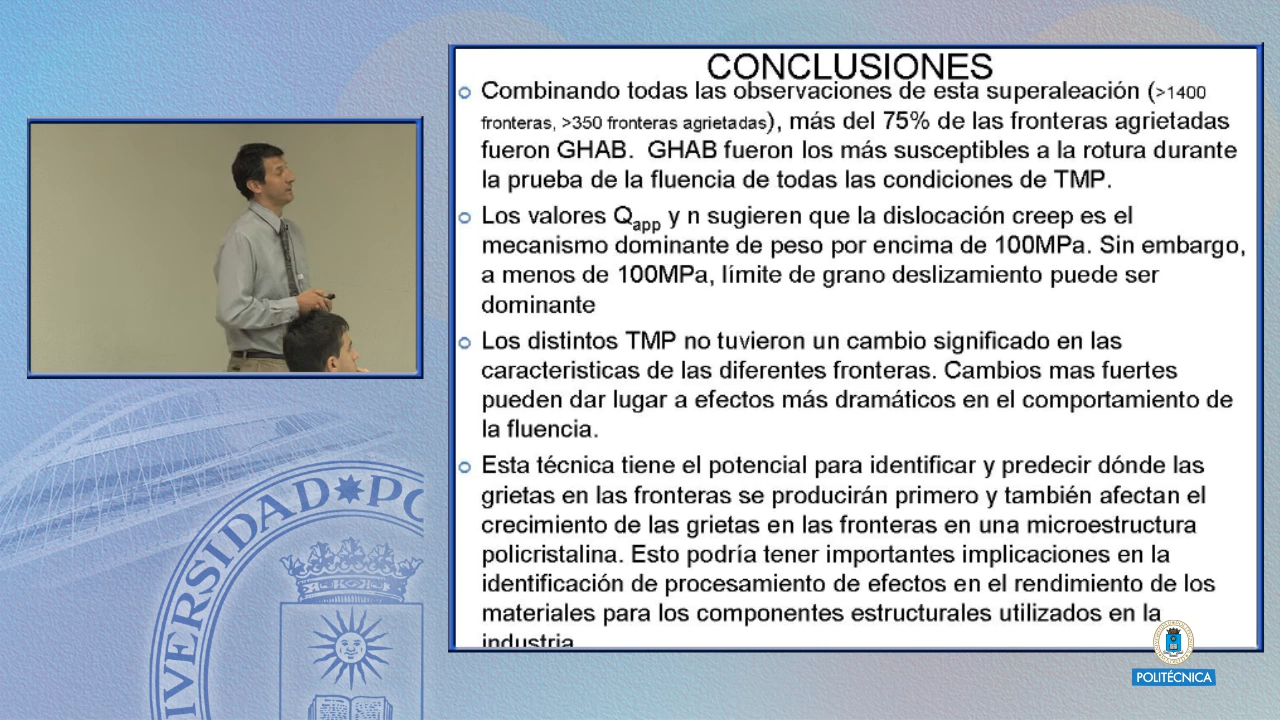 CONCLUSIONES
Combinando todas las observaciones de esta superaleación (>1400
fronteras, >350 fronteras agrietadas), más del 75% de las fronteras agrietadas
fueron GHAB. GHAB fueron los más susceptibles a la rotura durante
la prueba de la fluencia de todas las condiciones de TMP.
Los valores Qapp y n sugieren que la dislocación creep es el
mecanismo dominante de peso por encima de 100MPa. Sin embargo,
a menos de 100MPa, límite de grano deslizamiento puede ser
dominante
Los distintos TMP no tuvieron un cambio significado en las
caracteristicas de las diferentes fronteras. Cambios mas fuertes
pueden dar lugar a efectos más dramáticos en el comportamiento de
la fluencia.
Esta técnica tiene el potencial para identificar y predecir dónde las
grietas en las fronteras se producirán primero y también afectan el
crecimiento de las grietas en las fronteras en una microestructura
policristalina. Esto podría tener importantes implicaciones en la
identificación de procesamiento de efectos en el rendimiento de los
materiales para los componentes estructurales utilizados en la
industria
IVERSIDAD PO
POLITÉCNICA